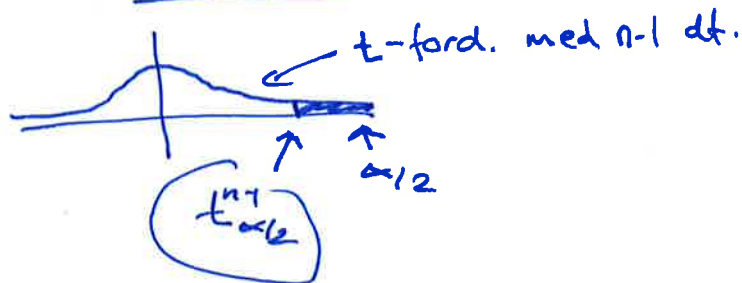 t-ford. med n-1 df.
α/2
t^{n-1}_{α/2}